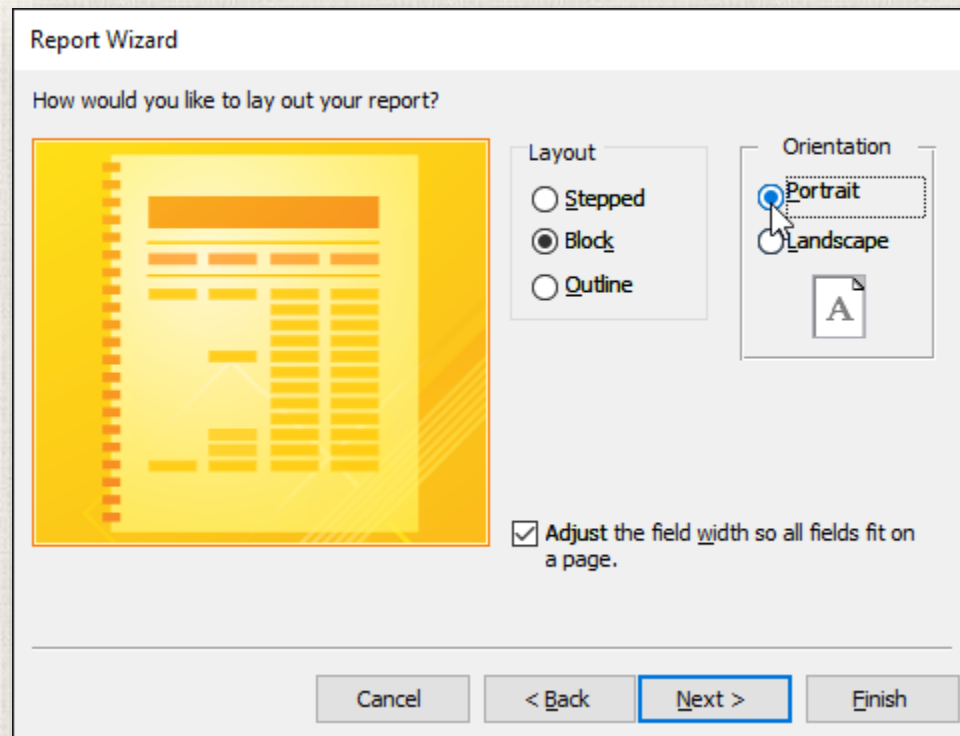 Report Wizard
How would you like to lay out your report?
Layout
Stepped
Block
Outline
Orientation
Portrait
Landscape
A
Adjust the field width so all fields fit on
a page.
Cancel
< Back
Next >
Finish